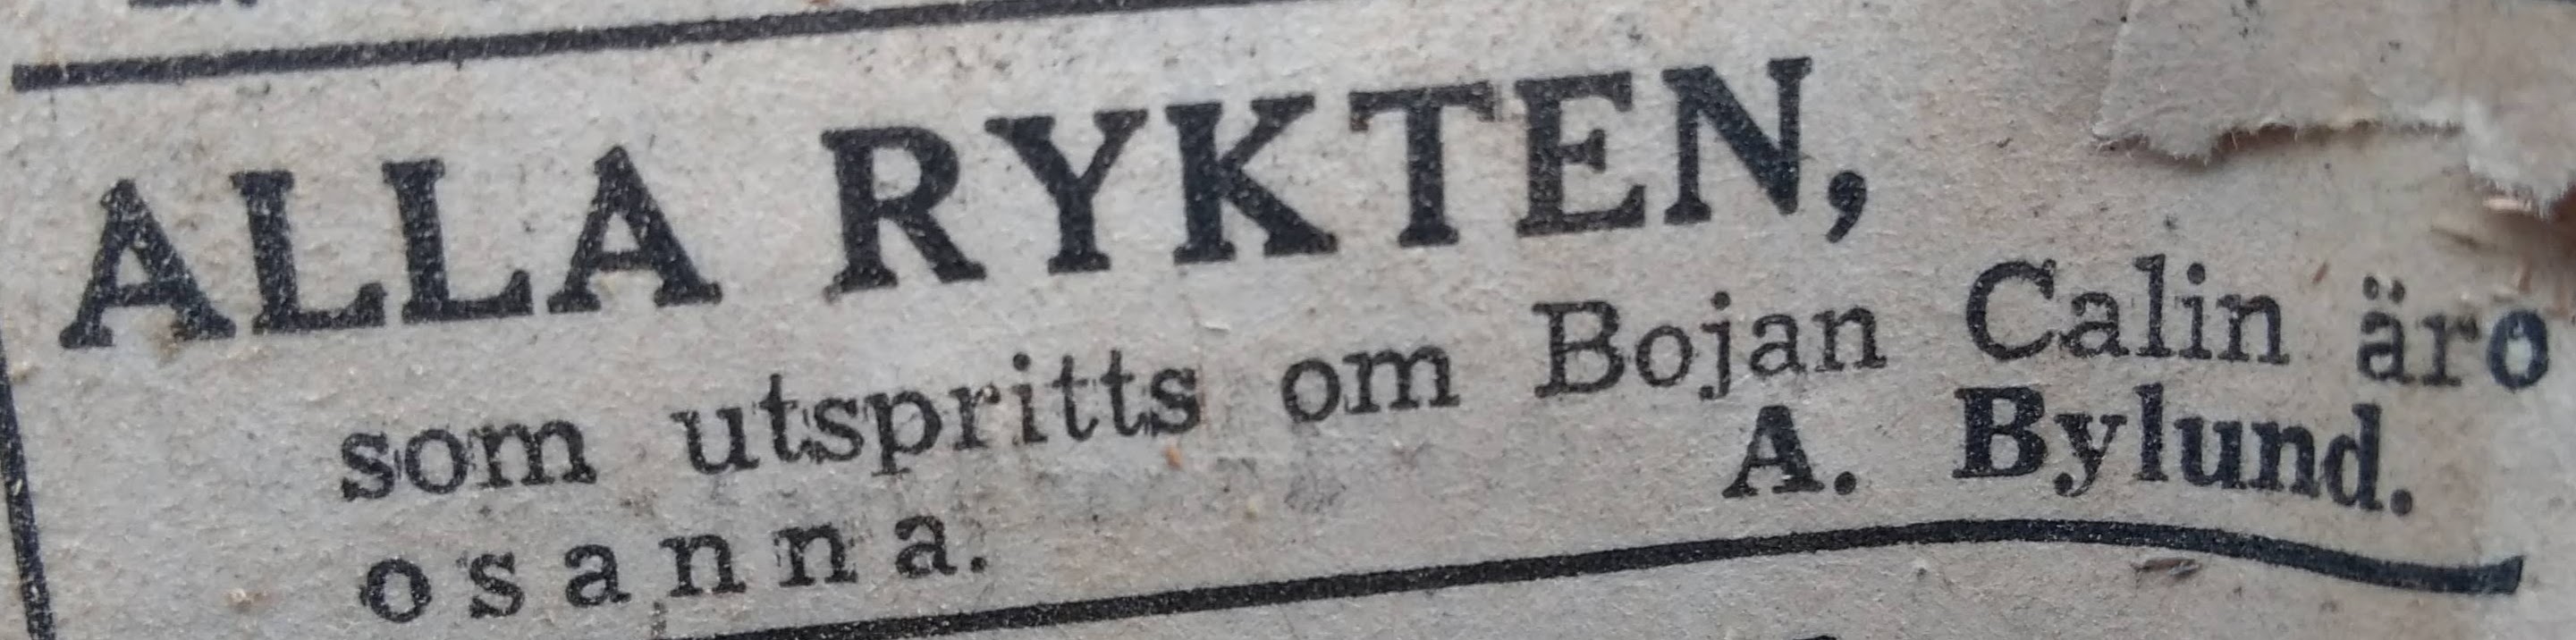 ALLA RYKTEN,
som utspritts om Bojan Calin äro
osanna. A. Bylund.